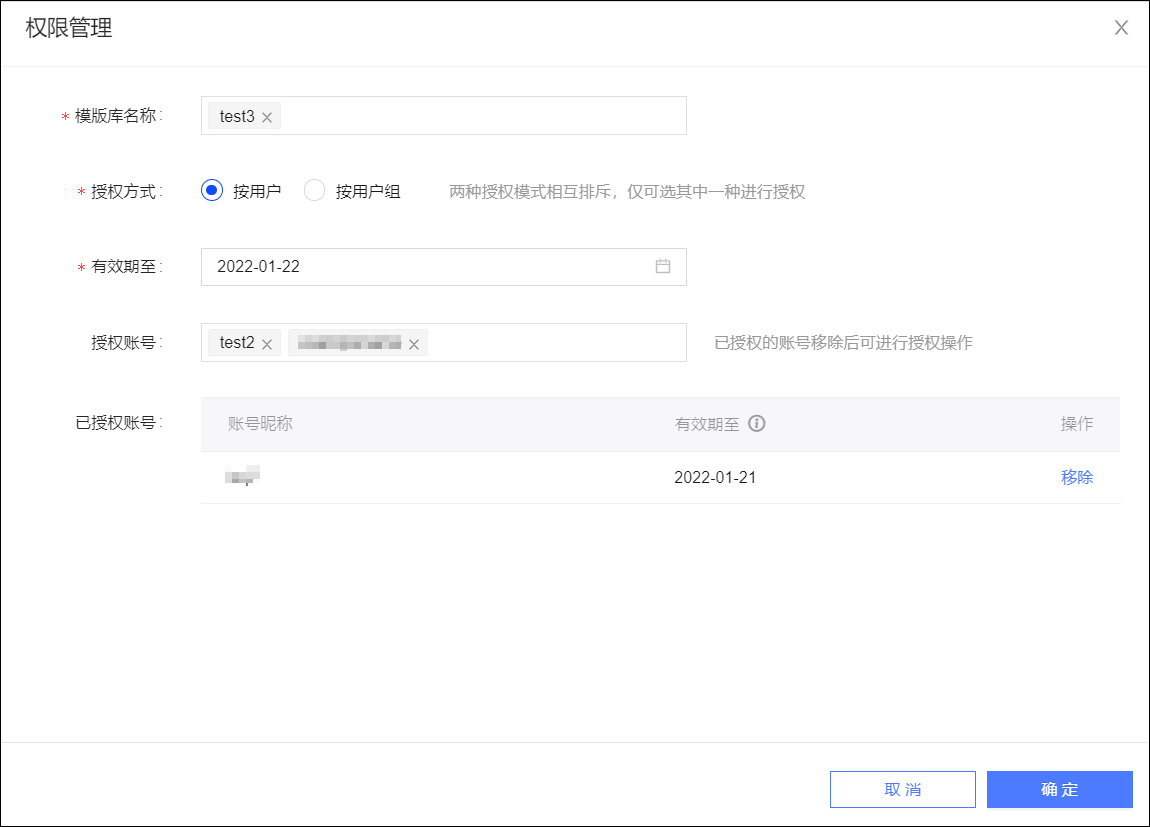 权限管理
* 模版库名称: test3
* 授权方式: 按用户 按用户组 两种授权模式相互排斥，仅可选其中一种进行授权
* 有效期至: 2022-01-22
授权账号: test2 已授权的账号移除后可进行授权操作
已授权账号: 账号昵称 有效期至 操作
2022-01-21 移除
取消 确定